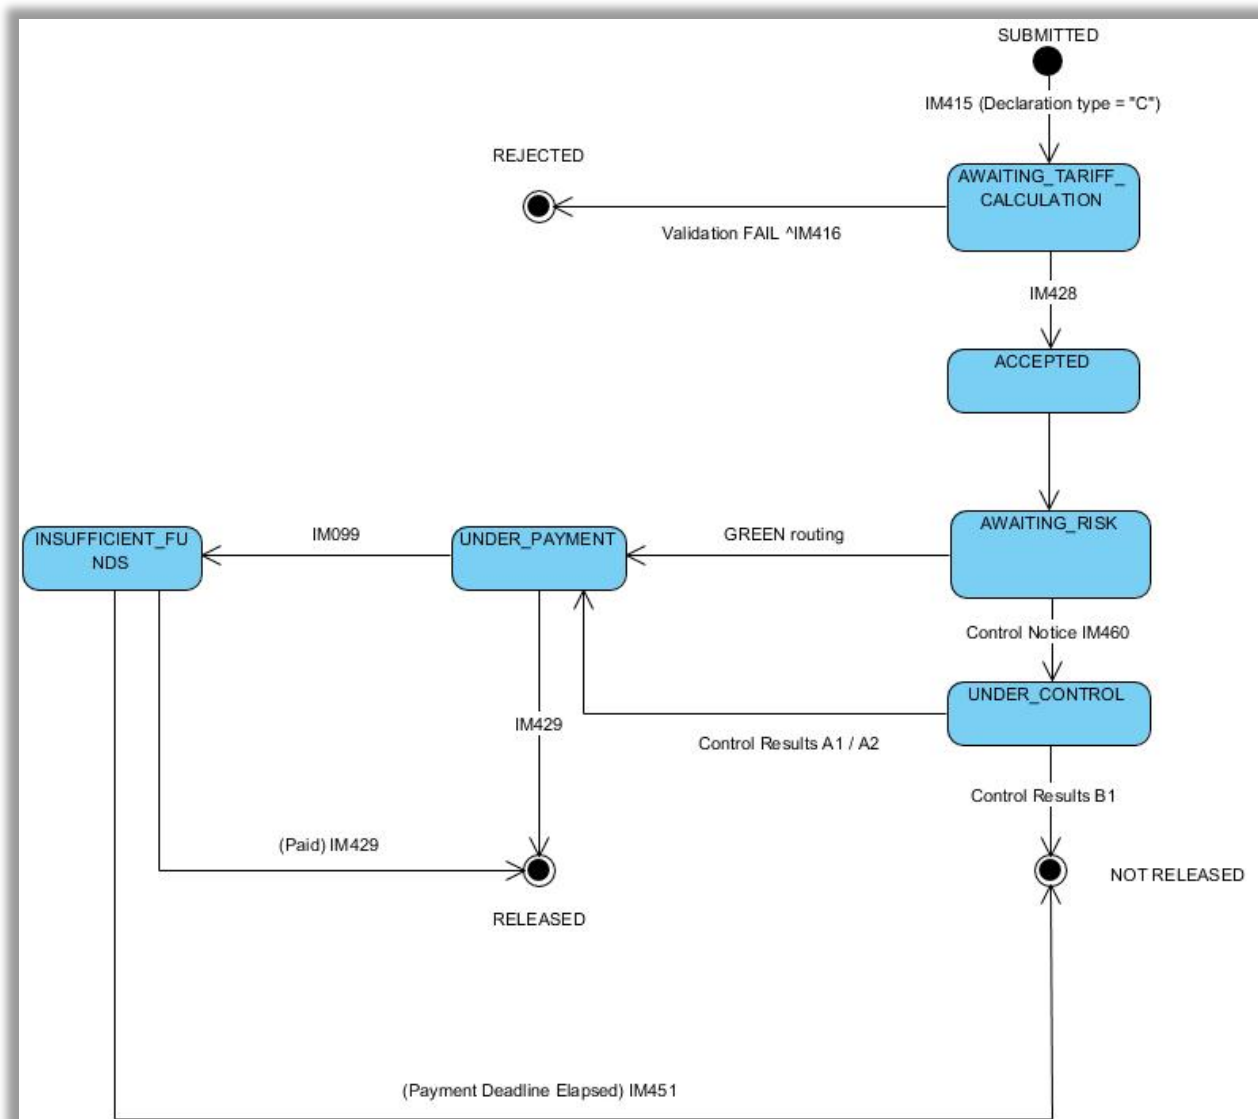 SUBMITTED
IM415 (Declaration type = "C")
REJECTED
AWAITING_TARIFF_
CALCULATION
Validation FAIL ^IM416
IM428
ACCEPTED
INSUFFICIENT_FU
NDS
IM099
UNDER_PAYMENT
GREEN routing
AWAITING_RISK
Control Notice IM460
UNDER_CONTROL
IM429
Control Results A1 / A2
Control Results B1
(Paid) IM429
NOT RELEASED
RELEASED
(Payment Deadline Elapsed) IM451